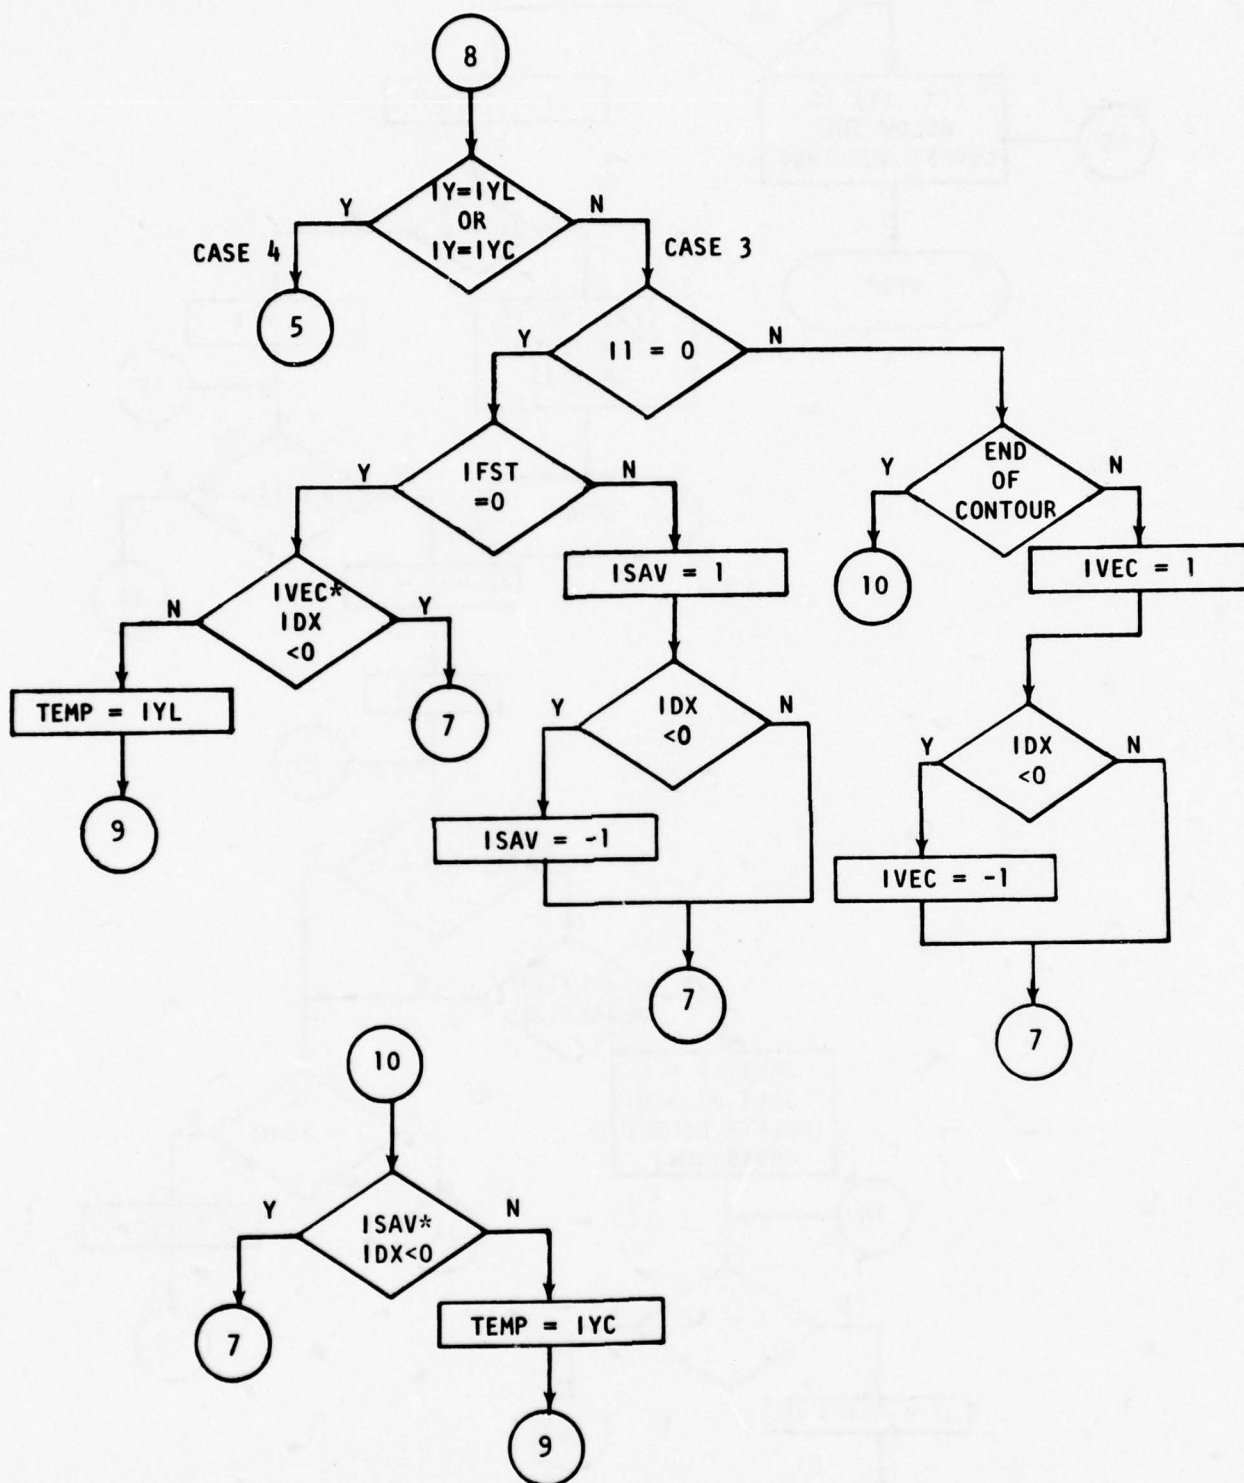 8
IY=IYL
OR
IY=IYC
Y
N
CASE 4
CASE 3
5
I1 = 0
Y
N
IFST
=0
Y
N
END
OF
CONTOUR
Y
N
IVEC*
IDX
<0
N
Y
ISAV = 1
10
IVEC = 1
TEMP = IYL
7
IDX
<0
Y
N
IDX
<0
Y
N
9
ISAV = -1
IVEC = -1
7
7
10
ISAV*
IDX<0
Y
N
7
TEMP = IYC
9